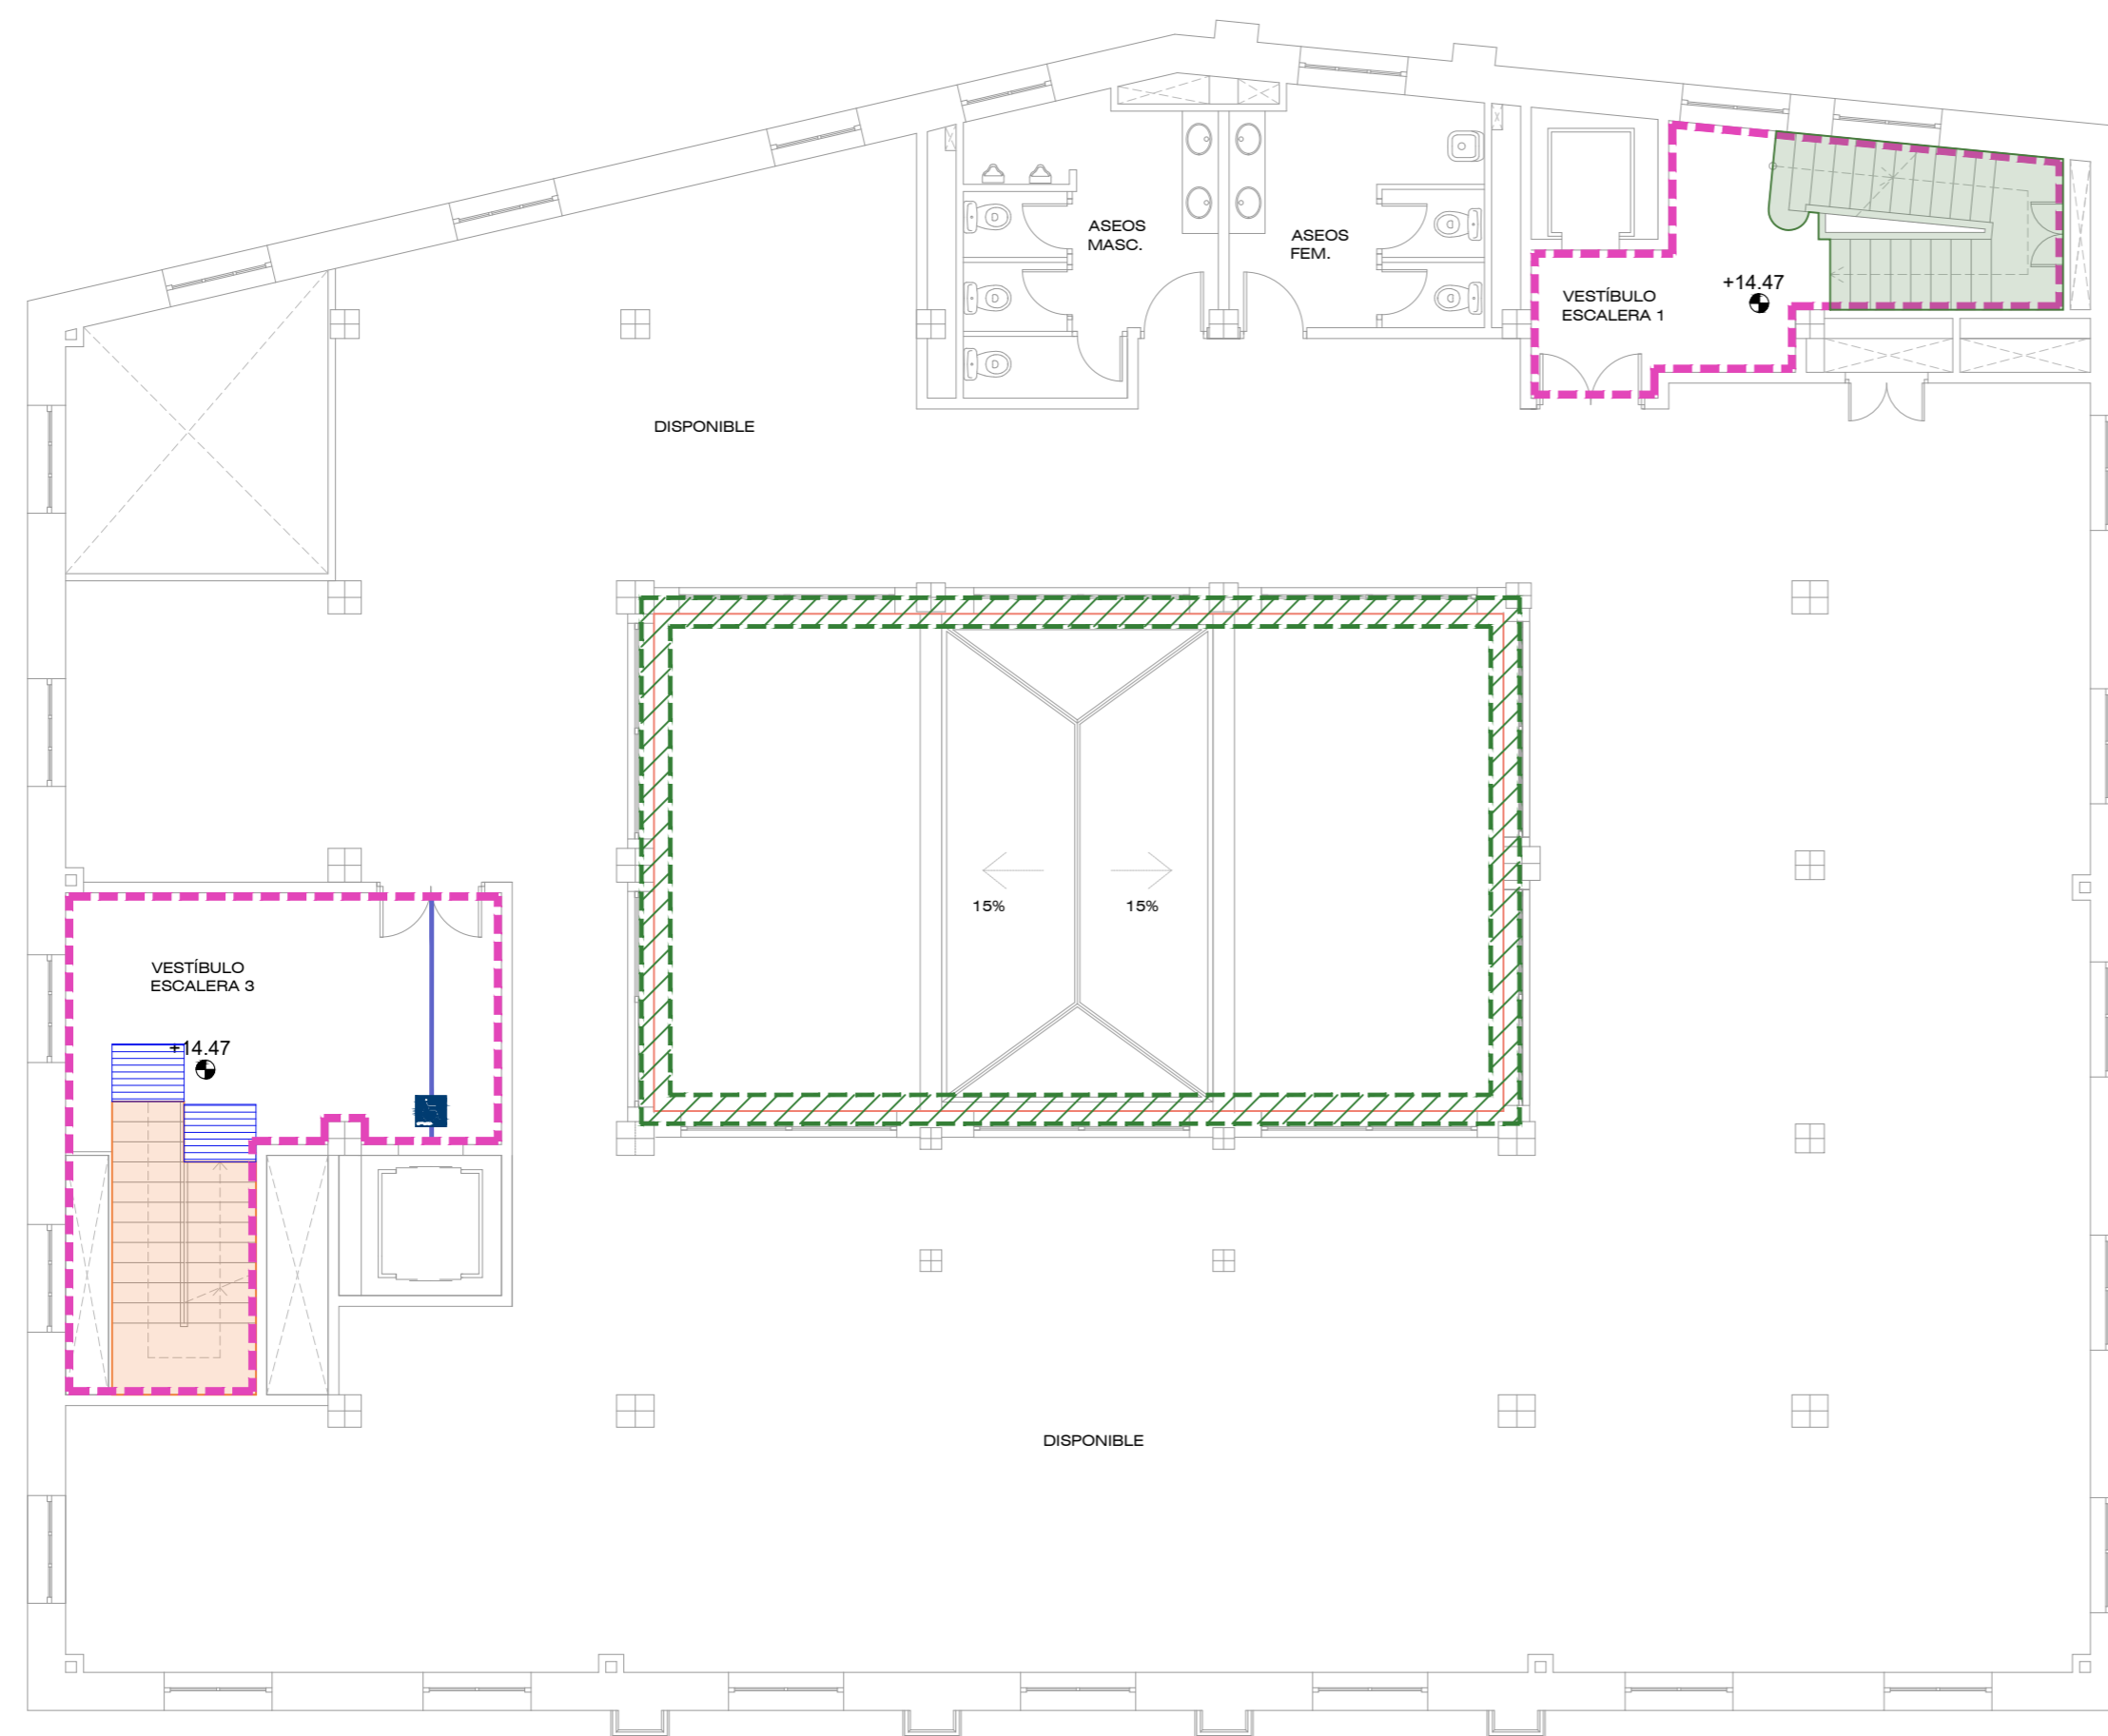 ASEOS
MASC.
ASEOS
FEM.
VESTÍBULO
ESCALERA 1
+14.47
DISPONIBLE
15%
15%
VESTÍBULO
ESCALERA 3
+14.47
DISPONIBLE